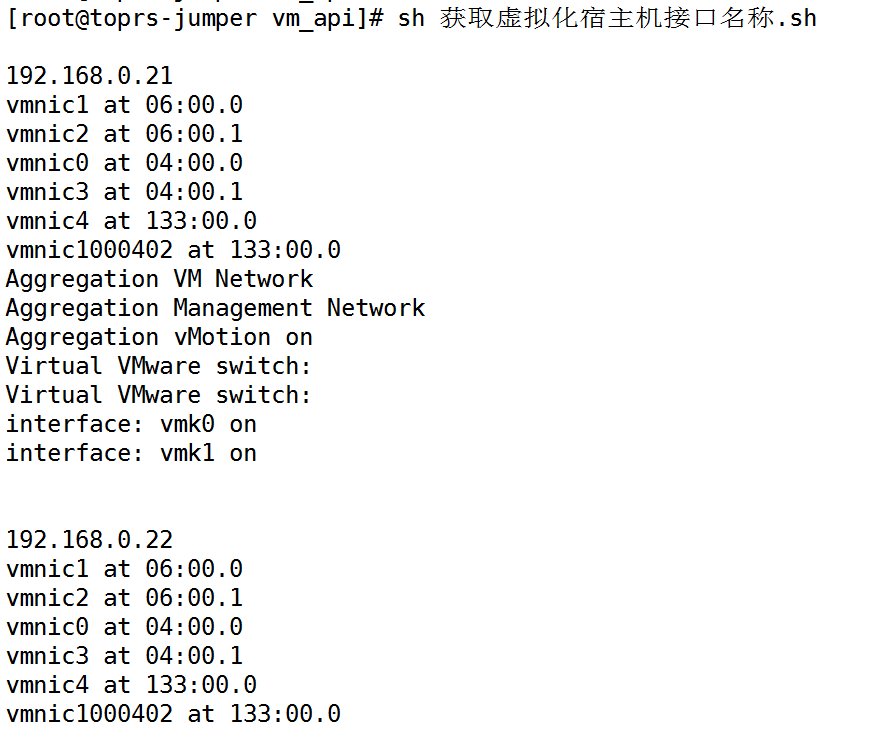 [root@toprs-jumper vm_api]# sh 获取虚拟化宿主机接口名称.sh
192.168.0.21
vmnic1 at 06:00.0
vmnic2 at 06:00.1
vmnic0 at 04:00.0
vmnic3 at 04:00.1
vmnic4 at 133:00.0
vmnic1000402 at 133:00.0
Aggregation VM Network
Aggregation Management Network
Aggregation vMotion on
Virtual VMware switch:
Virtual VMware switch:
interface: vmk0 on
interface: vmk1 on
192.168.0.22
vmnic1 at 06:00.0
vmnic2 at 06:00.1
vmnic0 at 04:00.0
vmnic3 at 04:00.1
vmnic4 at 133:00.0
vmnic1000402 at 133:00.0